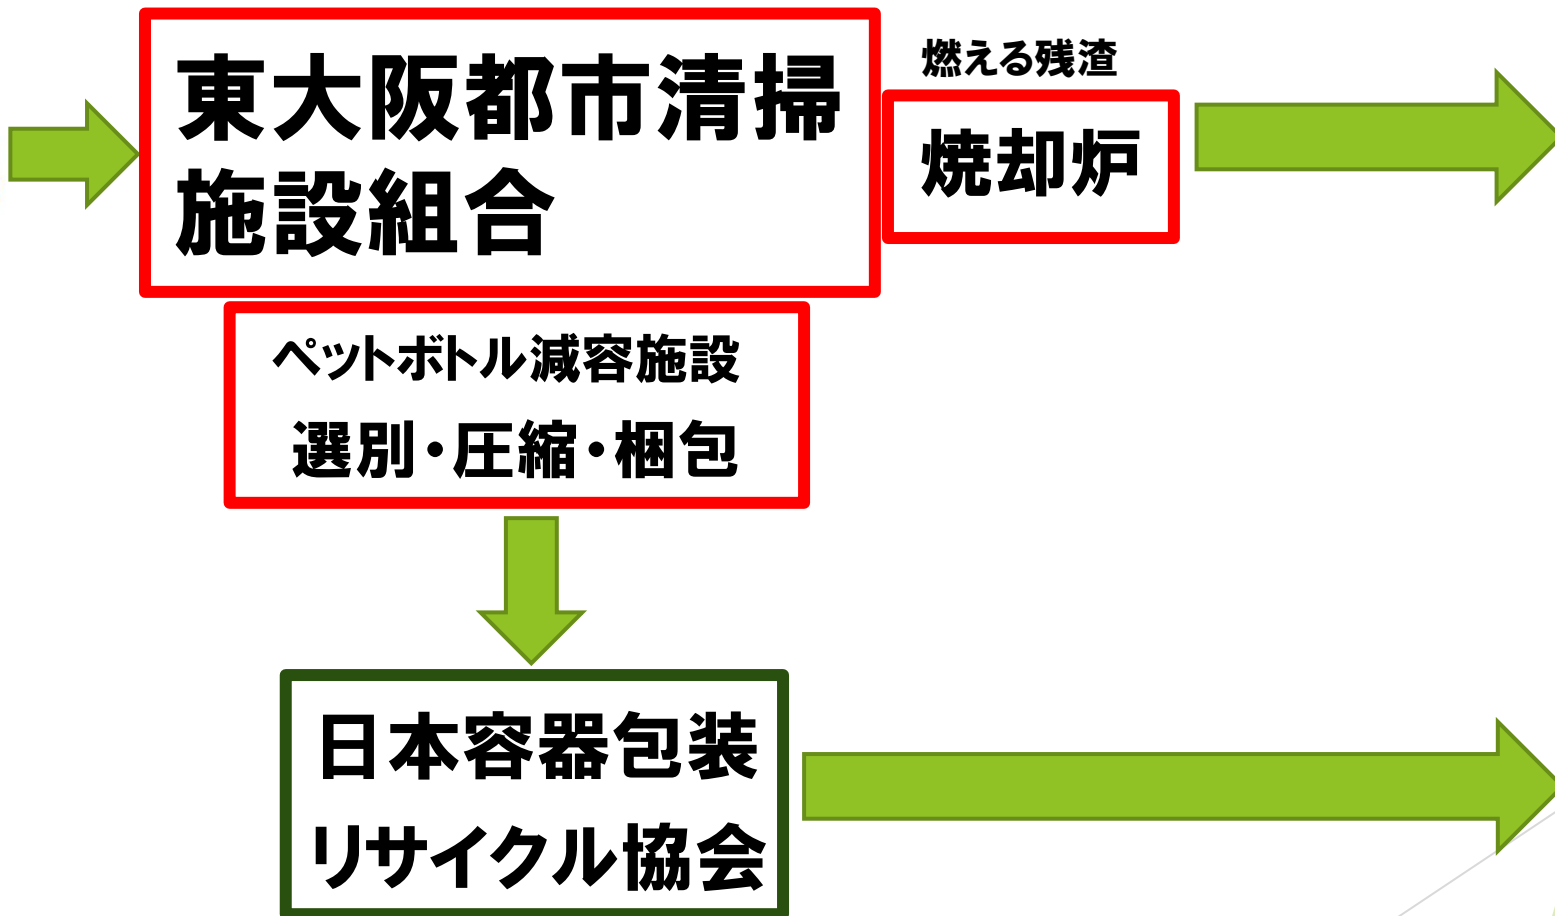 東大阪都市清掃
施設組合
燃える残渣
焼却炉
ペットボトル減容施設
選別・圧縮・梱包
日本容器包装
リサイクル協会